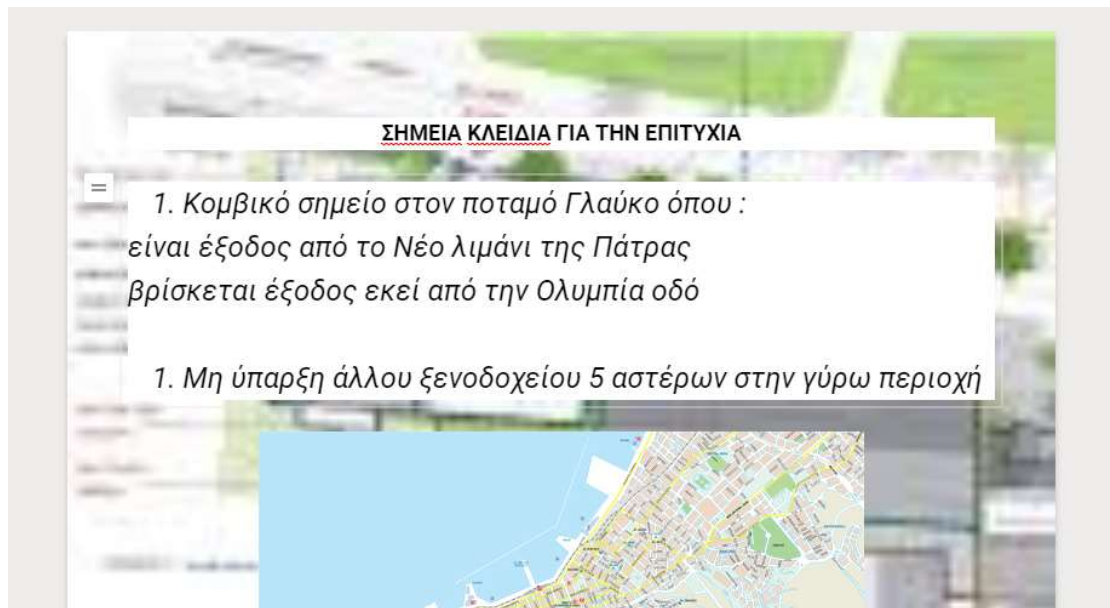 ΣΗΜΕΙΑ ΚΛΕΙΔΙΑ ΓΙΑ ΤΗΝ ΕΠΙΤΥΧΙΑ
1. Κομβικό σημείο στον ποταμό Γλαύκο όπου :
είναι έξοδος από το Νέο λιμάνι της Πάτρας
βρίσκεται έξοδος εκεί από την Ολυμπία οδό
1. Μη ύπαρξη άλλου ξενοδοχείου 5 αστέρων στην γύρω περιοχή